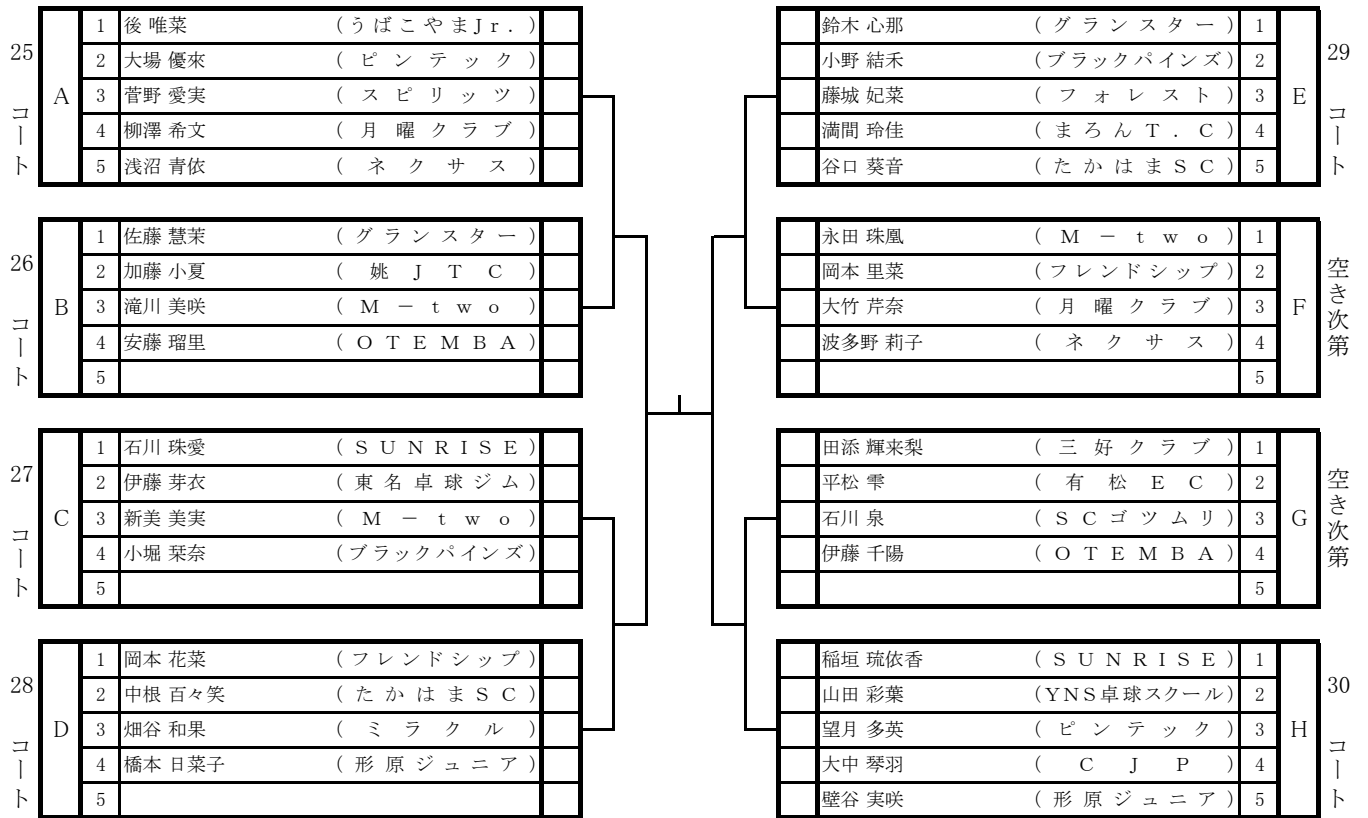 25 コート
A
1 後 唯菜 (うばこやまJr.)
2 大場 優來 (ピンテック)
3 菅野 愛実 (スピリッツ)
4 柳澤 希文 (月曜クラブ)
5 浅沼 青依 (ネクサス)
26 コート
B
1 佐藤 慧茉 (グランスター)
2 加藤 小夏 (姚JTC)
3 滝川 美咲 (M-two)
4 安藤 瑠里 (OTEMBA)
5
27 コート
C
1 石川 珠愛 (SUNRISE)
2 伊藤 芽衣 (東名卓球ジム)
3 新美 美実 (M-two)
4 小堀 栞奈 (ブラックパインズ)
5
28 コート
D
1 岡本 花菜 (フレンドシップ)
2 中根 百々笑 (たかはまSC)
3 畑谷 和果 (ミラクル)
4 橋本 日菜子 (形原ジュニア)
5
鈴木 心那 (グランスター) 1
小野 結禾 (ブラックパインズ) 2
藤城 妃菜 (フォレスト) 3
満間 玲佳 (まろんT.C) 4
谷口 葵音 (たかはまSC) 5
E
29 コート
永田 珠凰 (M-two) 1
岡本 里菜 (フレンドシップ) 2
大竹 芹奈 (月曜クラブ) 3
波多野 莉子 (ネクサス) 4
5
F
空き次第
田添 輝来梨 (三好クラブ) 1
平松 雫 (有松EC) 2
石川 泉 (SCゴツムリ) 3
伊藤 千陽 (OTEMBA) 4
5
G
空き次第
稲垣 琉依香 (SUNRISE) 1
山田 彩葉 (YNS卓球スクール) 2
望月 多英 (ピンテック) 3
大中 琴羽 (CJP) 4
壁谷 実咲 (形原ジュニア) 5
H
30 コート